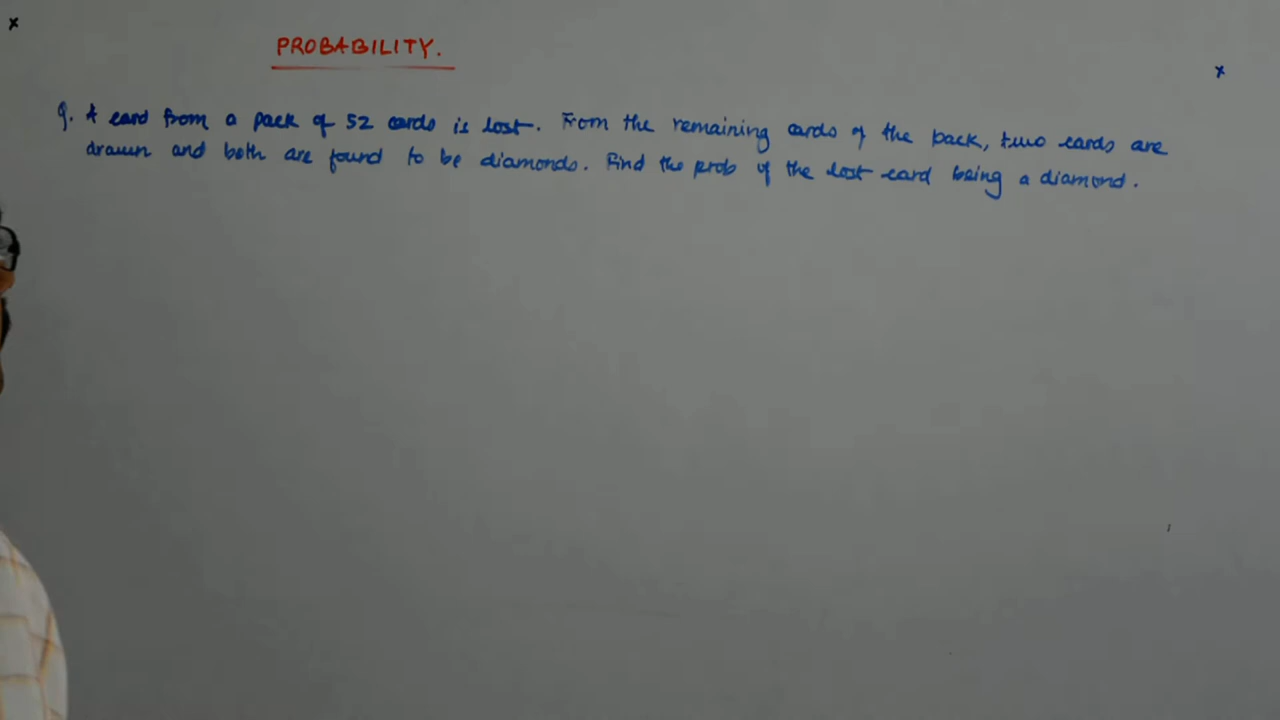 PROBABILITY.
Q. A card from a pack of 52 cards is lost. From the remaining cards of the pack, two cards are
drawn and both are found to be diamonds. Find the prob of the lost card being a diamond.